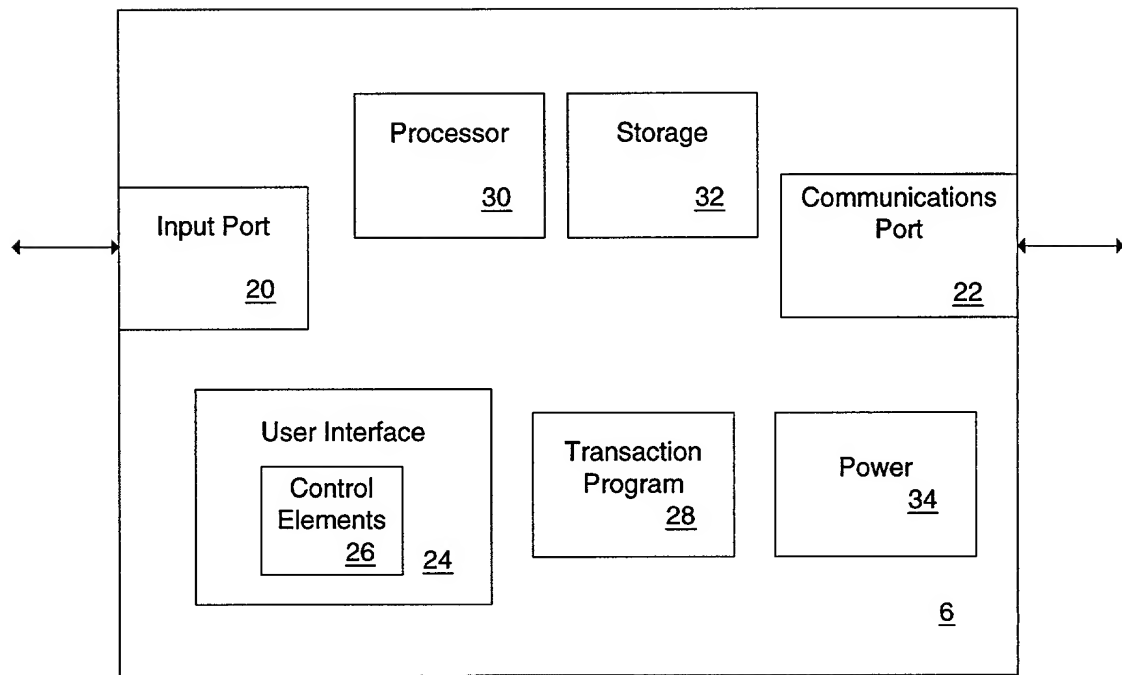 Processor
30
Storage
32
Input Port
20
Communications
Port
22
User Interface
Control
Elements
26
24
Transaction
Program
28
Power
34
6